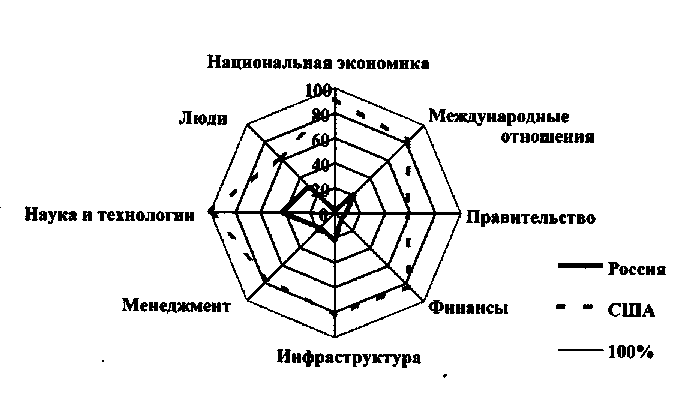 Национальная экономика
100
80
60
40
20
0
Люди
Международные
отношения
Наука и технологии
Правительство
Менеджмент
Финансы
Инфраструктура
Россия
США
100%